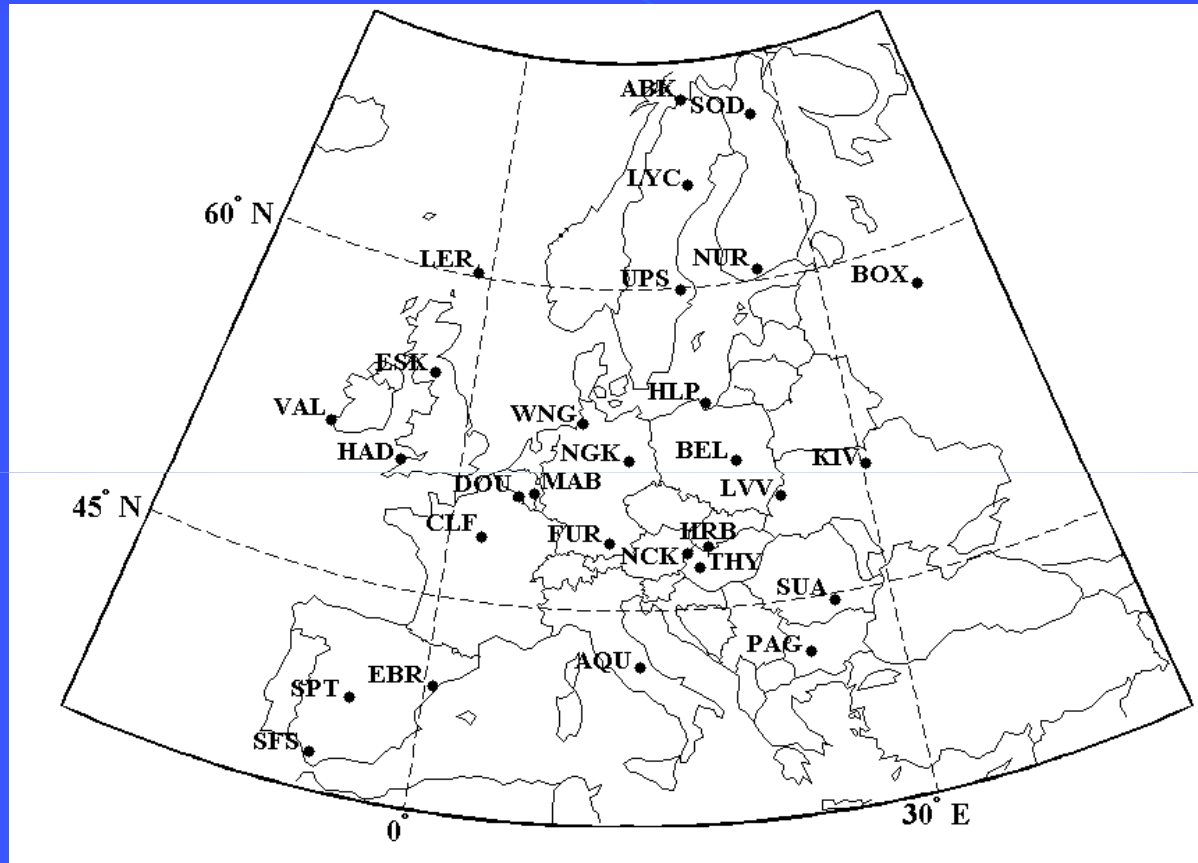 ABK
SOD
LYC
60° N
LER
NUR
UPS
BOX
ESK
HLP
VAL
WNG
HAD
NGK
BEL
KIV
DOU
MAB
LVV
45° N
CLF
FUR
HRB
NCK
THY
SUA
PAG
AQU
EBR
SPT
SFS
0°
30° E